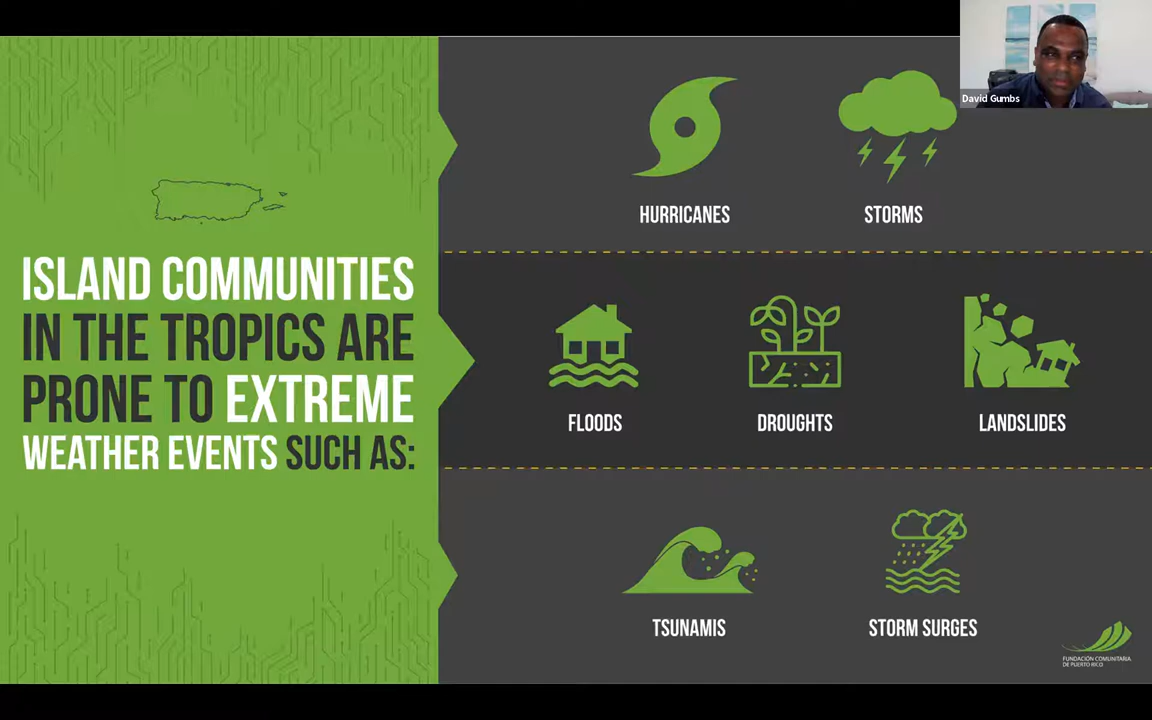 David Gumbs
ISLAND COMMUNITIES
IN THE TROPICS ARE
PRONE TO EXTREME
WEATHER EVENTS SUCH AS:
HURRICANES
STORMS
FLOODS
DROUGHTS
LANDSLIDES
TSUNAMIS
STORM SURGES
FUNDACIÓN COMUNITARIA
DE PUERTO RICO